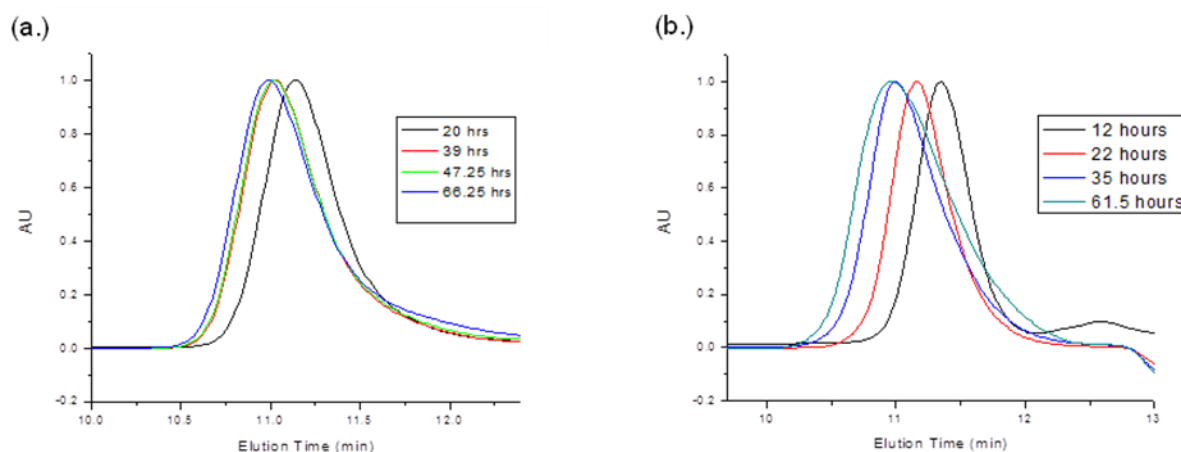 (a.)
1.0
0.8
0.6
0.4
0.2
0.0
-0.2
AU
10.0 10.5 11.0 11.5 12.0
Elution Time (min)
20 hrs
39 hrs
47.25 hrs
66.25 hrs
(b.)
1.0
0.8
0.6
0.4
0.2
0.0
-0.2
AU
10 11 12 13
Elution Time (min)
12 hours
22 hours
35 hours
61.5 hours